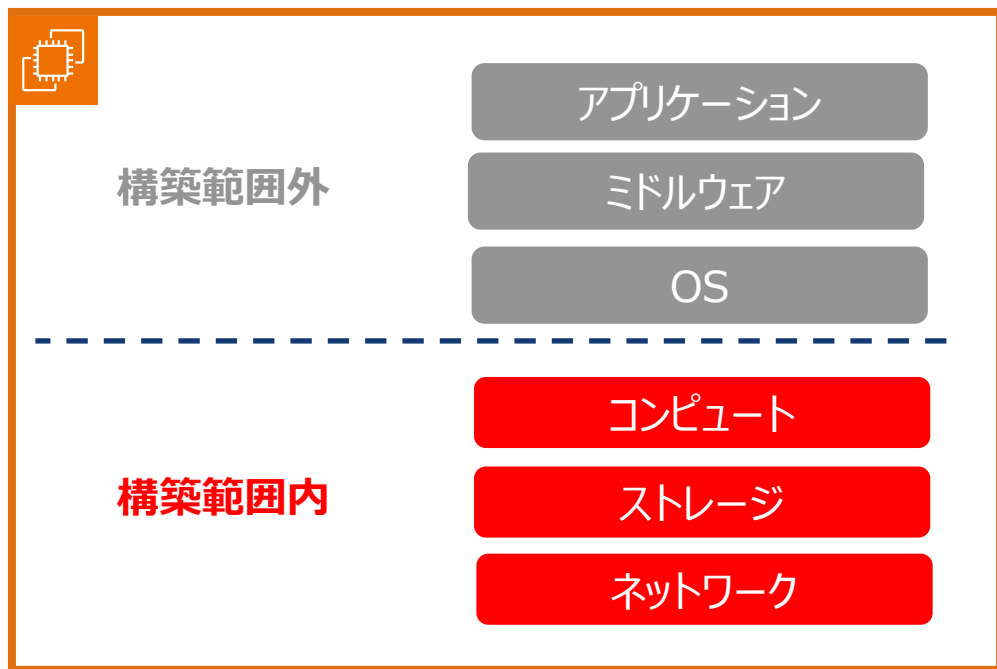 アプリケーション
構築範囲外
ミドルウェア
OS
コンピュート
構築範囲内
ストレージ
ネットワーク